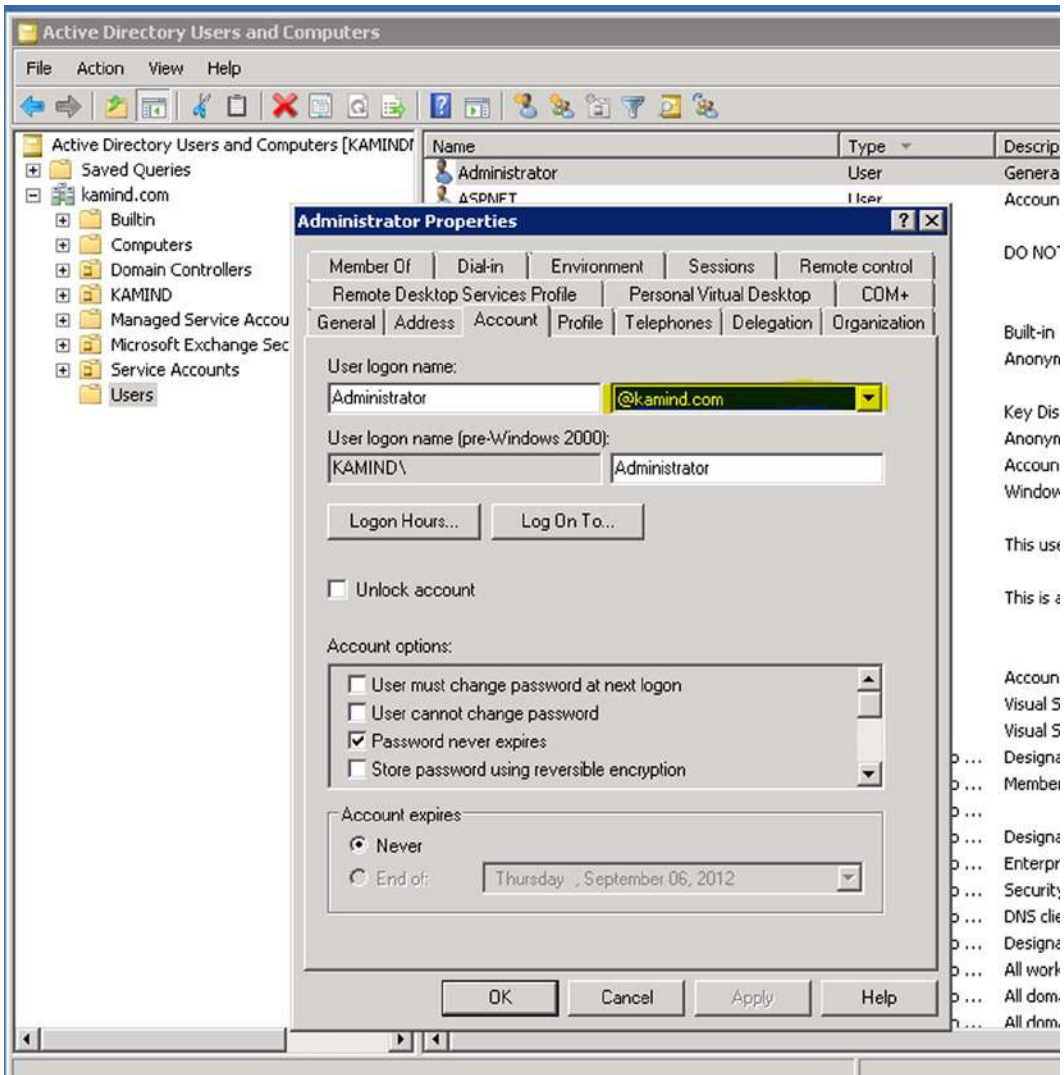 Active Directory Users and Computers
File Action View Help
Active Directory Users and Computers [KAMINDI
Saved Queries
kamind.com
Builtin
Computers
Domain Controllers
KAMIND
Managed Service Accou
Microsoft Exchange Sec
Service Accounts
Users
Name Type Descrip
Administrator User Genera
ASPNET User Accoun
DO NOT
Built-in
Anonym
Key Dis
Anonym
Accoun
Window
This use
This is a
Accoun
Visual S
Visual S
Designa
Member
Designa
Enterpr
Security
DNS clie
Designa
All work
All doma
All doma
Administrator Properties
Member Of Dial-in Environment Sessions Remote control
Remote Desktop Services Profile Personal Virtual Desktop COM+
General Address Account Profile Telephones Delegation Organization
User logon name:
Administrator @kamind.com
User logon name (pre-Windows 2000):
KAMIND\ Administrator
Logon Hours... Log On To...
Unlock account
Account options:
User must change password at next logon
User cannot change password
Password never expires
Store password using reversible encryption
Account expires
Never
End of: Thursday , September 06, 2012
OK Cancel Apply Help